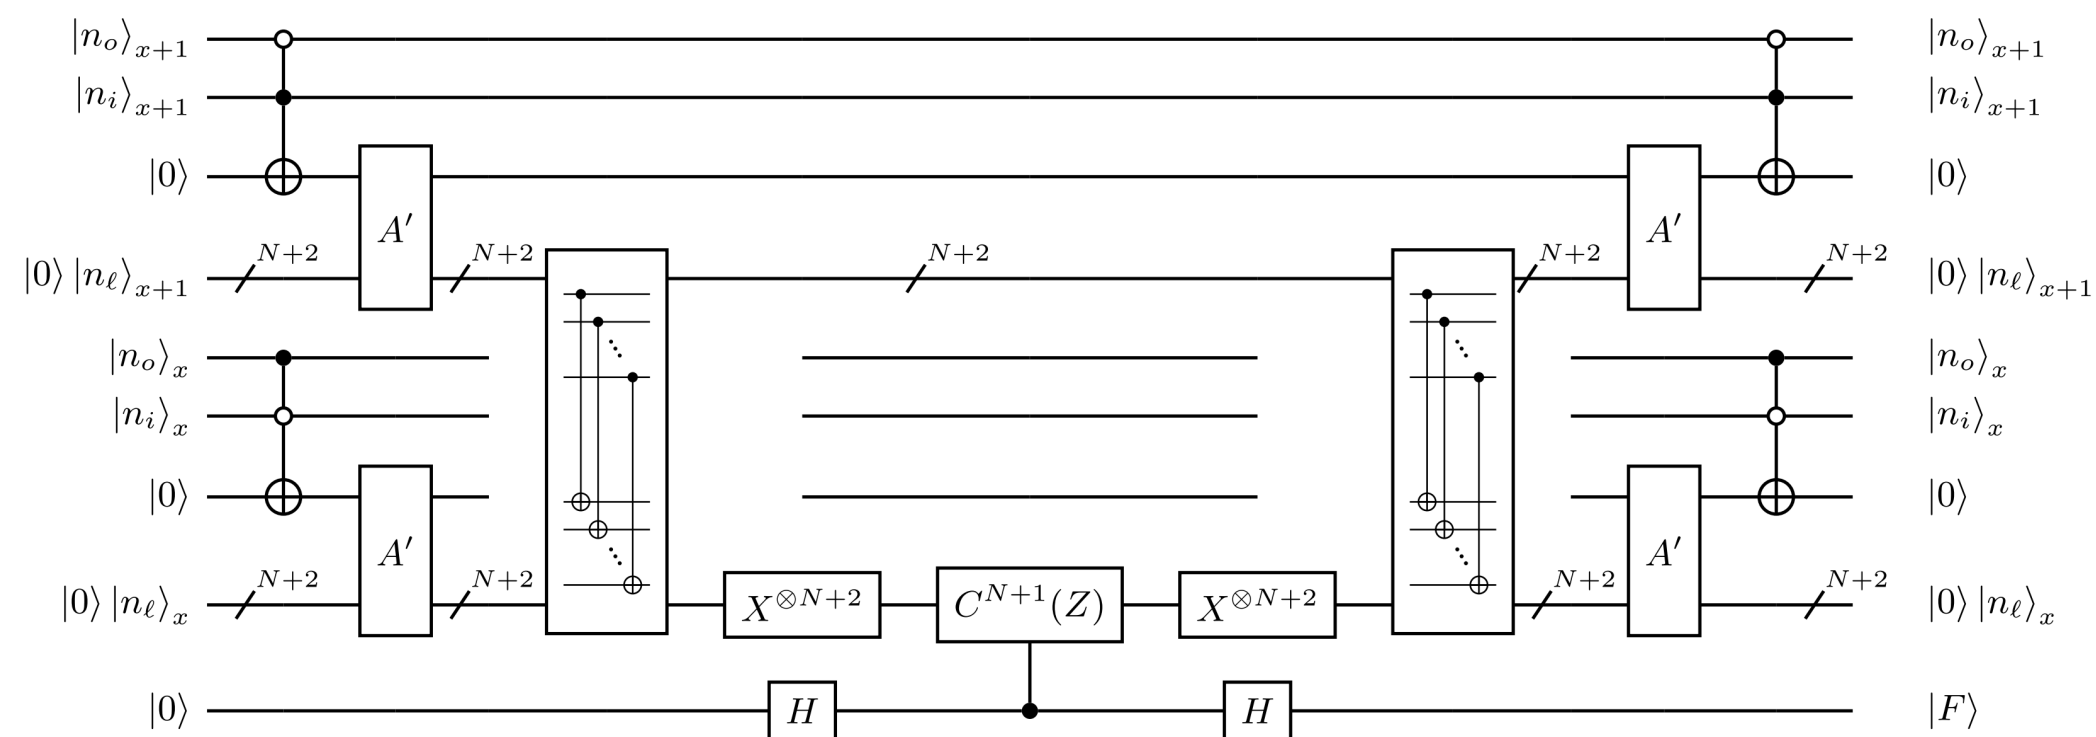 |n_o⟩_{x+1} |n_o⟩_{x+1}
|n_i⟩_{x+1} |n_i⟩_{x+1}
|0⟩ |0⟩
A′ A′
N+2 N+2 N+2 N+2 N+2
|0⟩ |n_ℓ⟩_{x+1} |0⟩ |n_ℓ⟩_{x+1}
|n_o⟩_x |n_o⟩_x
|n_i⟩_x |n_i⟩_x
|0⟩ |0⟩
A′ A′
N+2 N+2 N+2 N+2
|0⟩ |n_ℓ⟩_x X^{⊗N+2} C^{N+1}(Z) X^{⊗N+2} |0⟩ |n_ℓ⟩_x
|0⟩ H H |F⟩